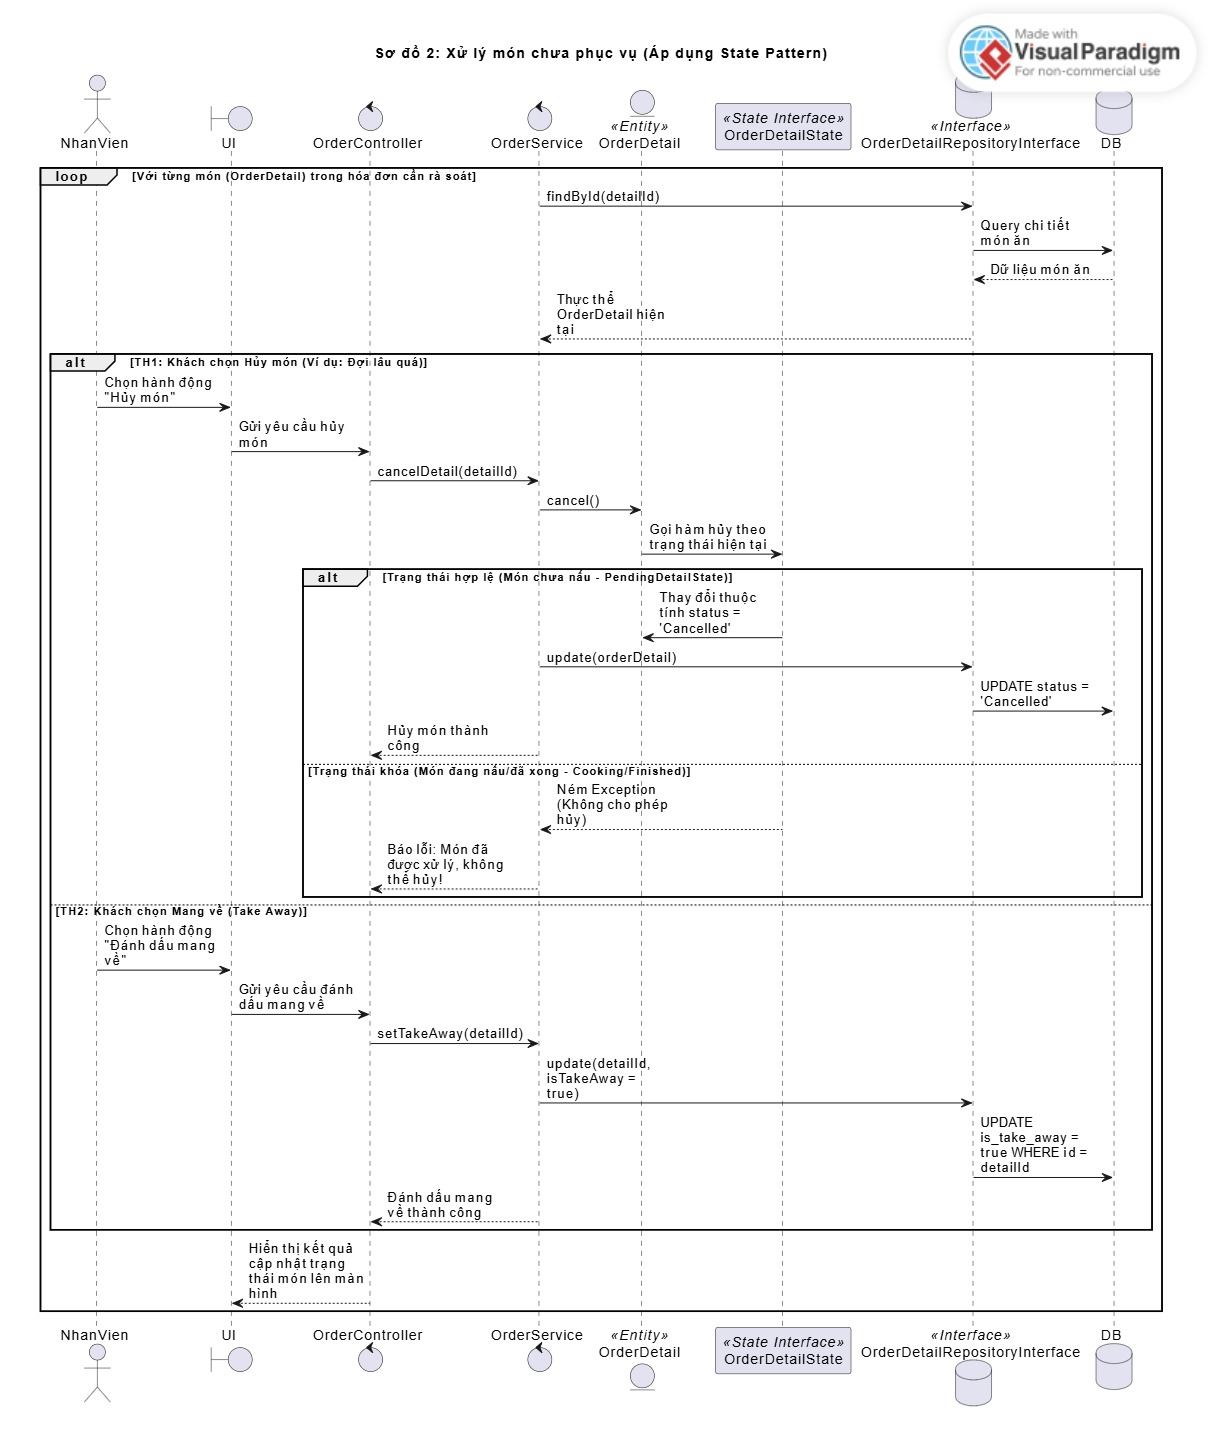 Made with
VisualParadigm
For non-commercial use
Sơ đồ 2: Xử lý món chưa phục vụ (Áp dụng State Pattern)
NhanVien
UI
OrderController
OrderService
«Entity»
OrderDetail
«State Interface»
OrderDetailState
«Interface»
OrderDetailRepositoryInterface
DB
loop
[Với từng món (OrderDetail) trong hóa đơn cần rà soát]
findById(detailId)
Query chi tiết
món ăn
Dữ liệu món ăn
Thực thể
OrderDetail hiện
tại
alt
[TH1: Khách chọn Hủy món (Ví dụ: Đợi lâu quá)]
Chọn hành động
"Hủy món"
Gửi yêu cầu hủy
món
cancelDetail(detailId)
cancel()
Gọi hàm hủy theo
trạng thái hiện tại
alt
[Trạng thái hợp lệ (Món chưa nấu - PendingDetailState)]
Thay đổi thuộc
tính status =
'Cancelled'
update(orderDetail)
UPDATE status =
'Cancelled'
Hủy món thành
công
[Trạng thái khóa (Món đang nấu/đã xong - Cooking/Finished)]
Ném Exception
(Không cho phép
hủy)
Báo lỗi: Món đã
được xử lý, không
thể hủy!
[TH2: Khách chọn Mang về (Take Away)]
Chọn hành động
"Đánh dấu mang
về"
Gửi yêu cầu đánh
dấu mang về
setTakeAway(detailId)
update(detailId,
isTakeAway =
true)
UPDATE
is_take_away =
true WHERE id =
detailId
Đánh dấu mang
về thành công
Hiển thị kết quả
cập nhật trạng
thái món lên màn
hình
NhanVien
UI
OrderController
OrderService
«Entity»
OrderDetail
«State Interface»
OrderDetailState
«Interface»
OrderDetailRepositoryInterface
DB